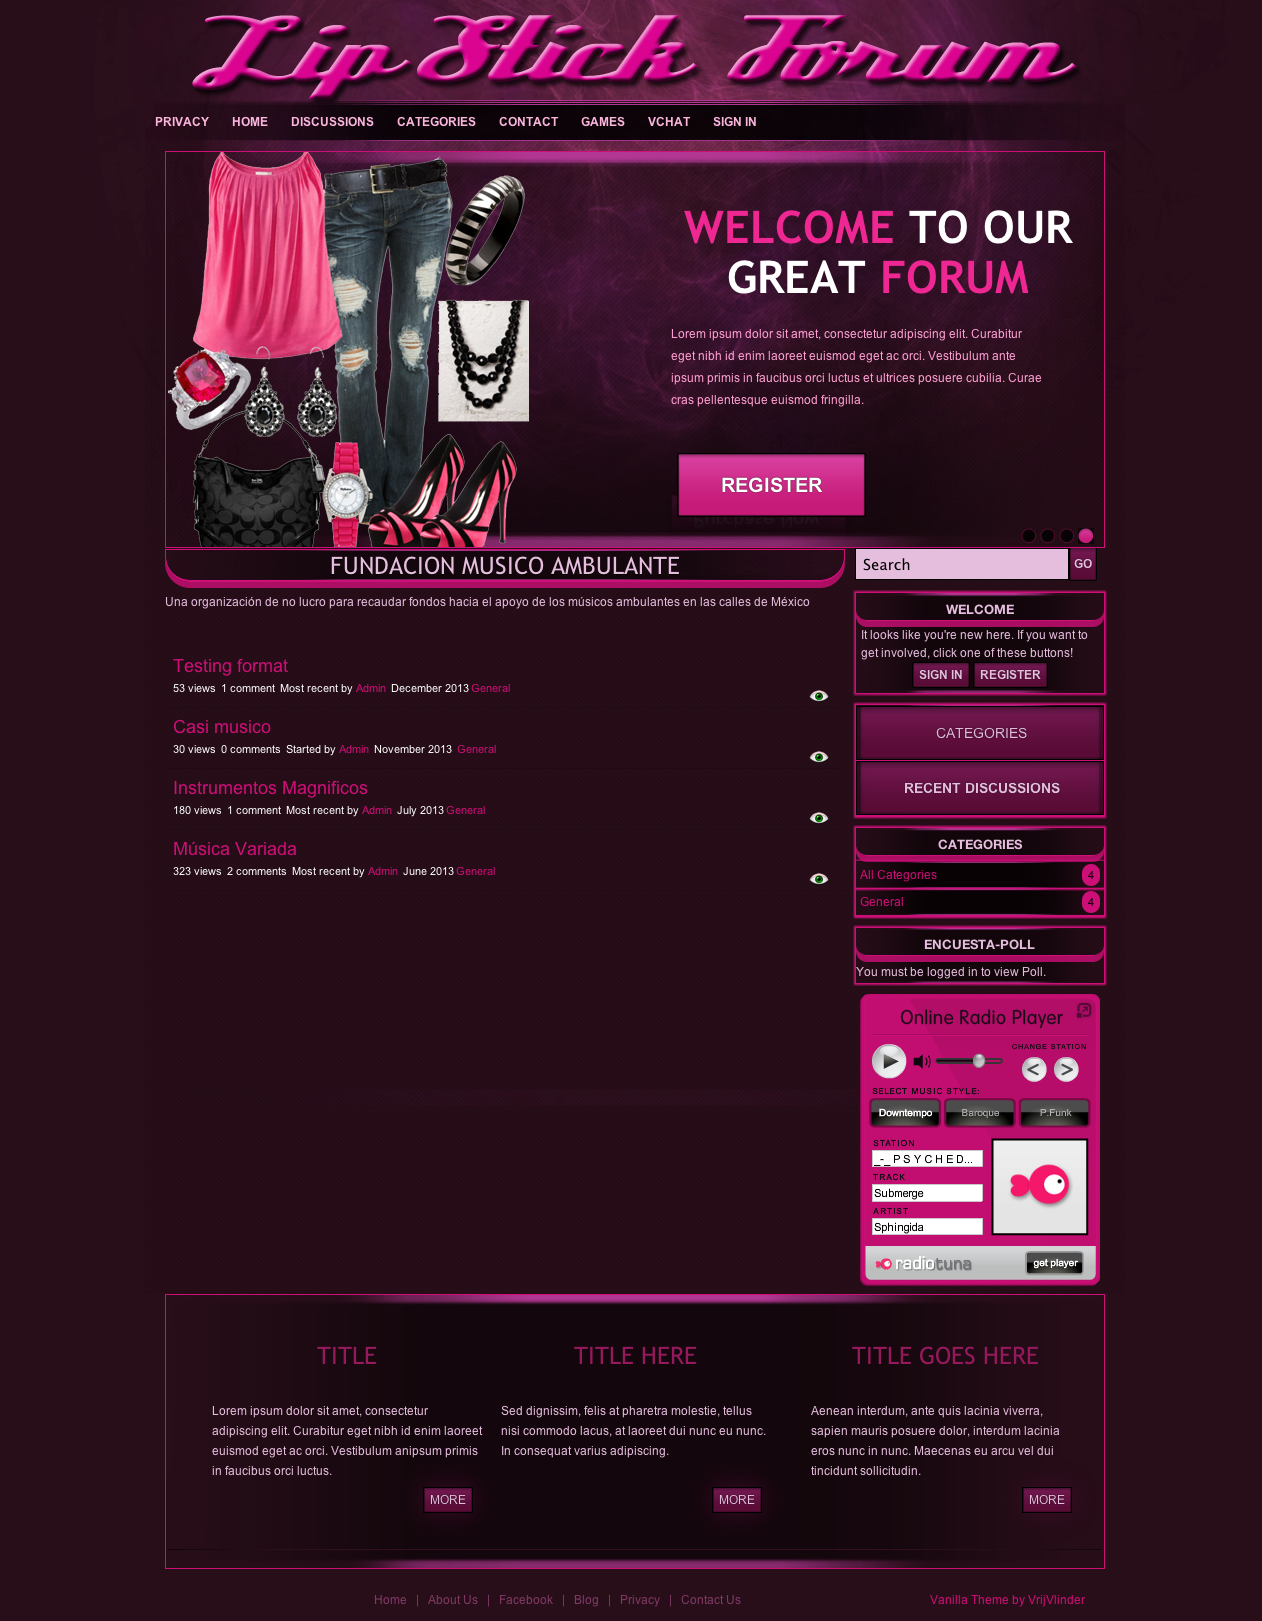 Lip Stick Forum
PRIVACY HOME DISCUSSIONS CATEGORIES CONTACT GAMES VCHAT SIGN IN
WELCOME TO OUR
GREAT FORUM
Lorem ipsum dolor sit amet, consectetur adipiscing elit. Curabitur
eget nibh id enim laoreet euismod eget ac orci. Vestibulum ante
ipsum primis in faucibus orci luctus et ultrices posuere cubilia. Curae
cras pellentesque euismod fringilla.
REGISTER
Purchase Now
FUNDACION MUSICO AMBULANTE
Una organización de no lucro para recaudar fondos hacia el apoyo de los músicos ambulantes en las calles de México
Testing format
53 views 1 comment Most recent by Admin December 2013 General
Casi musico
30 views 0 comments Started by Admin November 2013 General
Instrumentos Magnificos
180 views 1 comment Most recent by Admin July 2013 General
Música Variada
323 views 2 comments Most recent by Admin June 2013 General
Search GO
WELCOME
It looks like you're new here. If you want to
get involved, click one of these buttons!
SIGN IN REGISTER
CATEGORIES
RECENT DISCUSSIONS
CATEGORIES
All Categories 4
General 4
ENCUESTA-POLL
You must be logged in to view Poll.
Online Radio Player
CHANGE STATION
SELECT MUSIC STYLE:
Downtempo Baroque P.Funk
STATION
_-_ P S Y C H E D...
TRACK
Submerge
ARTIST
Sphingida
radiotuna get player
TITLE
Lorem ipsum dolor sit amet, consectetur
adipiscing elit. Curabitur eget nibh id enim laoreet
euismod eget ac orci. Vestibulum anipsum primis
in faucibus orci luctus.
MORE
TITLE HERE
Sed dignissim, felis at pharetra molestie, tellus
nisi commodo lacus, at laoreet dui nunc eu nunc.
In consequat varius adipiscing.
MORE
TITLE GOES HERE
Aenean interdum, ante quis lacinia viverra,
sapien mauris posuere dolor, interdum lacinia
eros nunc in nunc. Maecenas eu arcu vel dui
tincidunt sollicitudin.
MORE
Home | About Us | Facebook | Blog | Privacy | Contact Us
Vanilla Theme by VrijVlinder